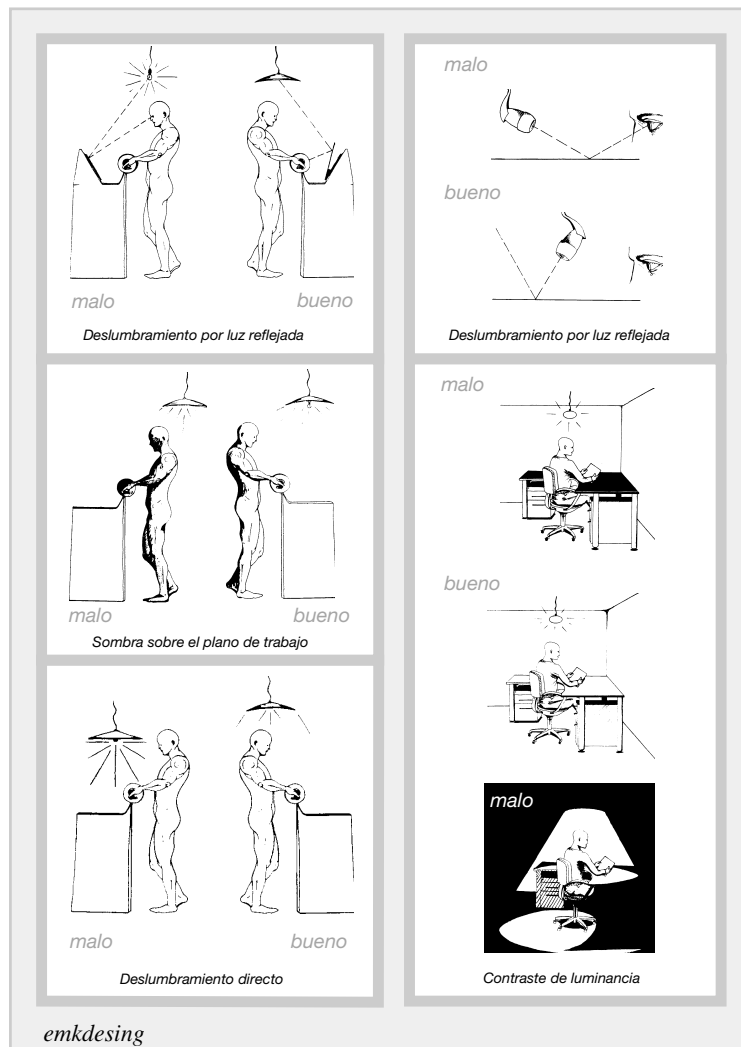 malo
bueno
Deslumbramiento por luz reflejada
malo
bueno
Sombra sobre el plano de trabajo
malo
bueno
Deslumbramiento directo
malo
bueno
Deslumbramiento por luz reflejada
malo
bueno
malo
Contraste de luminancia
emkdesing